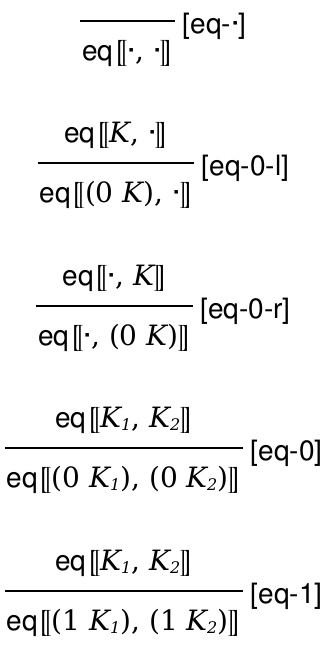 [eq-·]
eq⟦·, ·⟧
eq⟦K, ·⟧
[eq-0-l]
eq⟦(0 K), ·⟧
eq⟦·, K⟧
[eq-0-r]
eq⟦·, (0 K)⟧
eq⟦K₁, K₂⟧
[eq-0]
eq⟦(0 K₁), (0 K₂)⟧
eq⟦K₁, K₂⟧
[eq-1]
eq⟦(1 K₁), (1 K₂)⟧